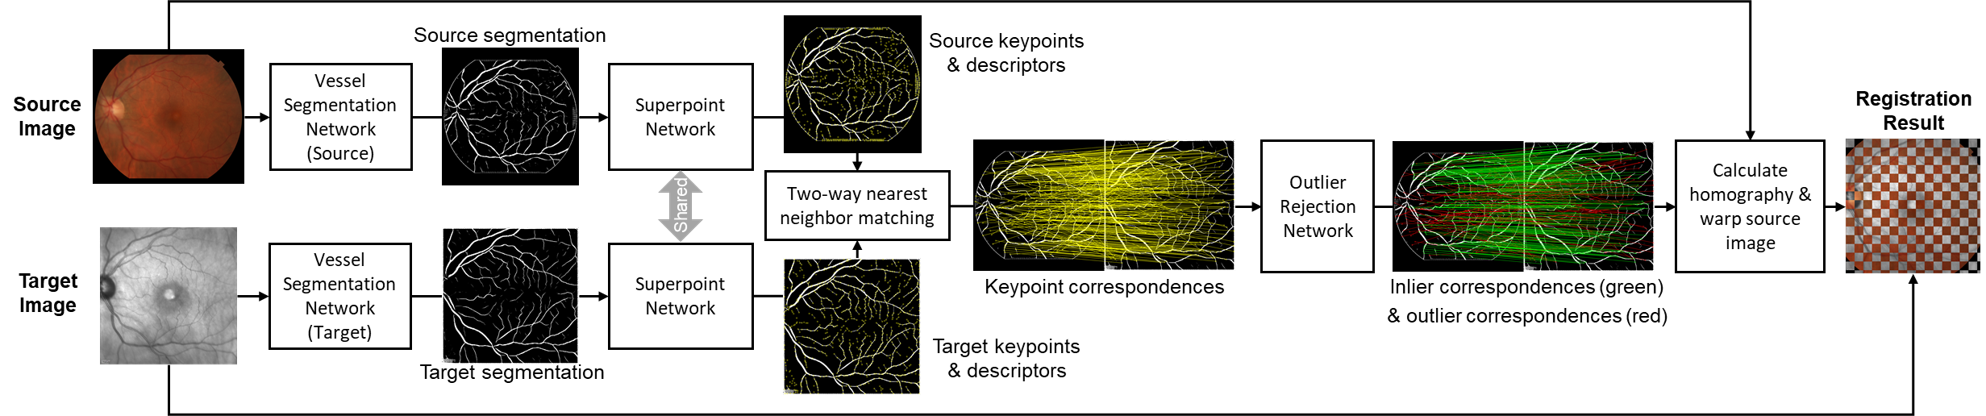 Source
Image
Vessel
Segmentation
Network
(Source)
Source segmentation
Superpoint
Network
Source keypoints
& descriptors
Shared
Target
Image
Vessel
Segmentation
Network
(Target)
Target segmentation
Superpoint
Network
Target keypoints
& descriptors
Two-way nearest
neighbor matching
Keypoint correspondences
Outlier
Rejection
Network
Inlier correspondences (green)
& outlier correspondences (red)
Calculate
homography &
warp source
image
Registration
Result